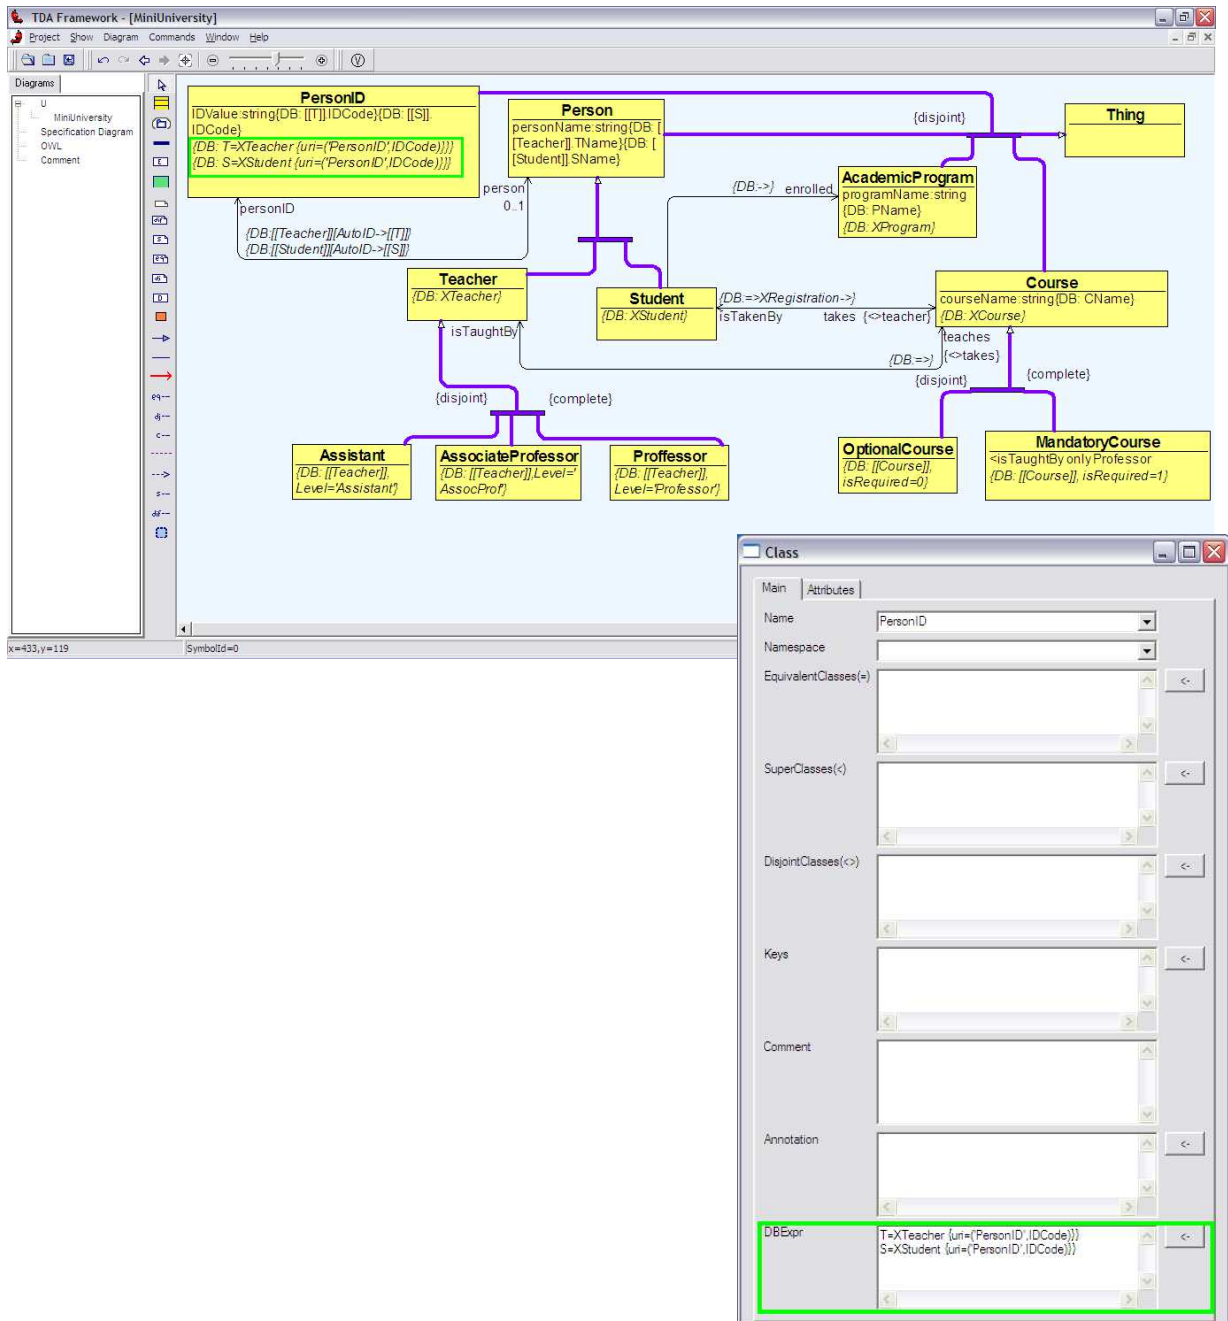 TDA Framework - [MiniUniversity]
Project Show Diagram Commands Window Help
Diagrams
U
MiniUniversity
Specification Diagram
OWL
Comment
PersonID
IDValue:string{DB: [[T]].IDCode}{DB: [[S]].
IDCode}
{DB: T=XTeacher {uri=('PersonID',IDCode)}}}
{DB: S=XStudent {uri=('PersonID',IDCode)}}}
Person
personName:string{DB: [
[Teacher]].TName}{DB: [
[Student]].SName}
{disjoint}
Thing
AcademicProgram
programName:string
{DB: PName}
{DB: XProgram}
{DB:->} enrolled
person
0..1
personID
{DB:[[Teacher]][AutoID->[[T]]}
{DB:[[Student]][AutoID->[[S]]}
Teacher
{DB: XTeacher}
Student
{DB: XStudent}
{DB:=>XRegistration->}
isTakenBy takes {<>teacher}
Course
courseName:string{DB: CName}
{DB: XCourse}
isTaughtBy
teaches
{<>takes}
{DB:=>}
{disjoint} {complete}
{disjoint} {complete}
Assistant
{DB: [[Teacher]],
Level='Assistant'}
AssociateProfessor
{DB: [[Teacher]],Level='
AssocProf'}
Proffessor
{DB: [[Teacher]],
Level='Professor'}
OptionalCourse
{DB: [[Course]],
isRequired=0}
MandatoryCourse
<isTaughtBy only Professor
{DB: [[Course]], isRequired=1}
x=433,y=119 SymbolId=0
Class
Main Attributes
Name PersonID
Namespace
EquivalentClasses(=) <-
SuperClasses(<) <-
DisjointClasses(<>) <-
Keys <-
Comment
Annotation <-
DBExpr T=XTeacher {uri=('PersonID',IDCode)}} <-
S=XStudent {uri=('PersonID',IDCode)}}